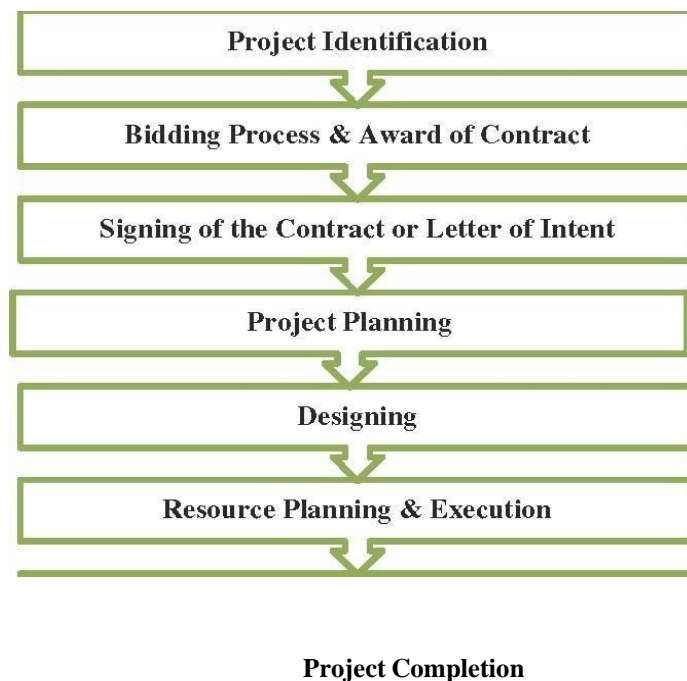 Project Identification
Bidding Process & Award of Contract
Signing of the Contract or Letter of Intent
Project Planning
Designing
Resource Planning & Execution
Project Completion